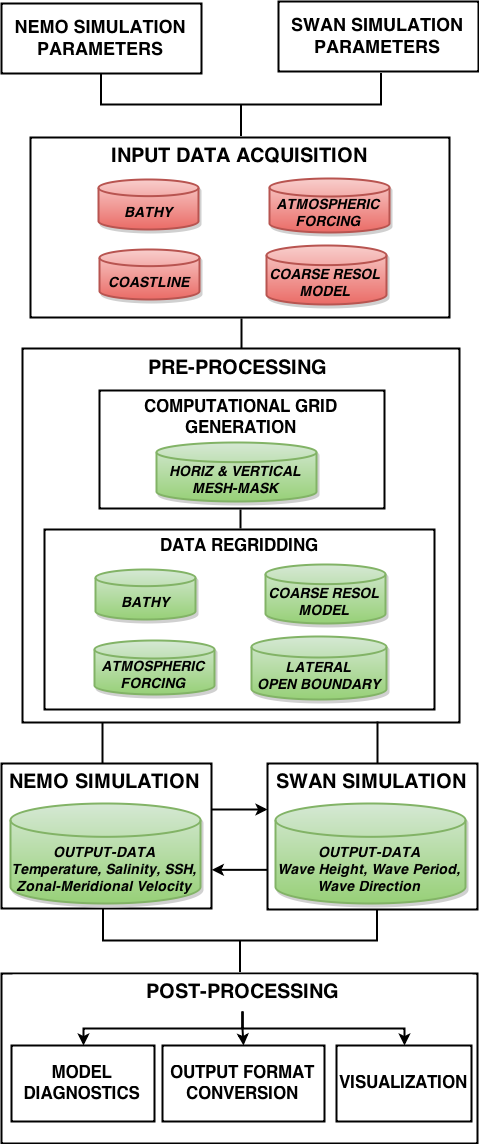 NEMO SIMULATION
PARAMETERS
SWAN SIMULATION
PARAMETERS
INPUT DATA ACQUISITION
BATHY
ATMOSPHERIC
FORCING
COASTLINE
COARSE RESOL
MODEL
PRE-PROCESSING
COMPUTATIONAL GRID
GENERATION
HORIZ & VERTICAL
MESH-MASK
DATA REGRIDDING
BATHY
COARSE RESOL
MODEL
ATMOSPHERIC
FORCING
LATERAL
OPEN BOUNDARY
NEMO SIMULATION
OUTPUT-DATA
Temperature, Salinity, SSH,
Zonal-Meridional Velocity
SWAN SIMULATION
OUTPUT-DATA
Wave Height, Wave Period,
Wave Direction
POST-PROCESSING
MODEL
DIAGNOSTICS
OUTPUT FORMAT
CONVERSION
VISUALIZATION